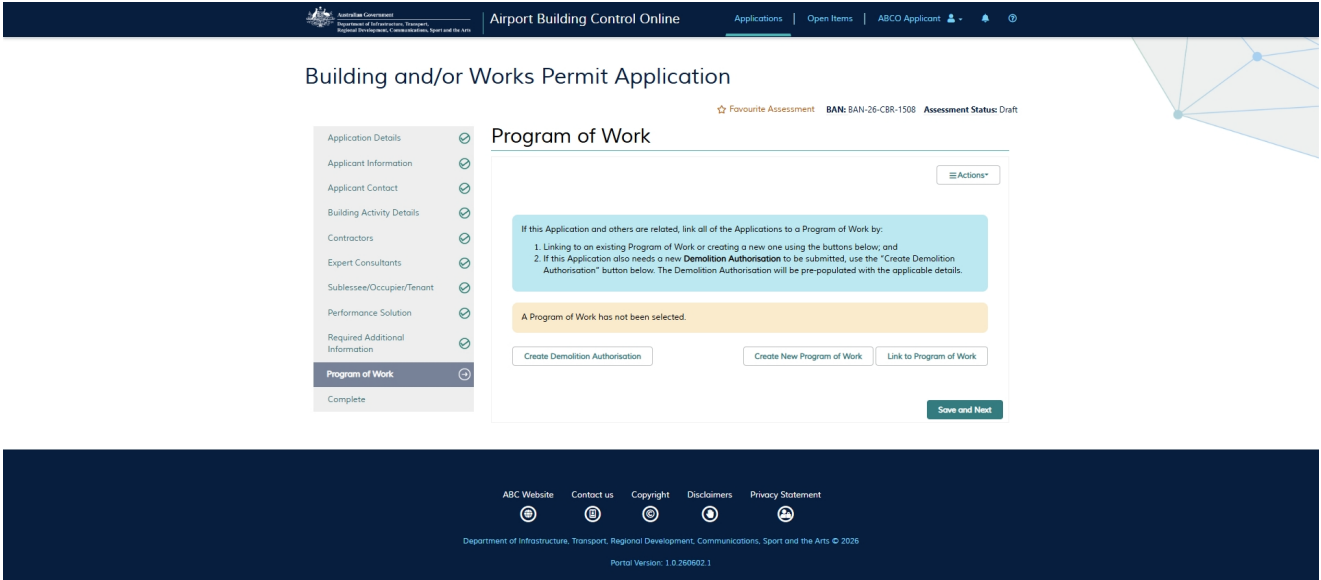 Australian Government
Department of Infrastructure, Transport,
Regional Development, Communications, Sport and the Arts
Airport Building Control Online
Applications
Open Items
ABCO Applicant
Building and/or Works Permit Application
Favourite Assessment BAN: BAN-26-CBR-1508 Assessment Status: Draft
Application Details
Applicant Information
Applicant Contact
Building Activity Details
Contractors
Expert Consultants
Sublessee/Occupier/Tenant
Performance Solution
Required Additional
Information
Program of Work
Complete
Program of Work
Actions
If this Application and others are related, link all of the Applications to a Program of Work by:
1. Linking to an existing Program of Work or creating a new one using the buttons below; and
2. If this Application also needs a new Demolition Authorisation to be submitted, use the "Create Demolition
Authorisation" button below. The Demolition Authorisation will be pre-populated with the applicable details.
A Program of Work has not been selected.
Create Demolition Authorisation
Create New Program of Work
Link to Program of Work
Save and Next
ABC Website
Contact us
Copyright
Disclaimers
Privacy Statement
Department of Infrastructure, Transport, Regional Development, Communications, Sport and the Arts © 2026
Portal Version: 1.0.260602.1